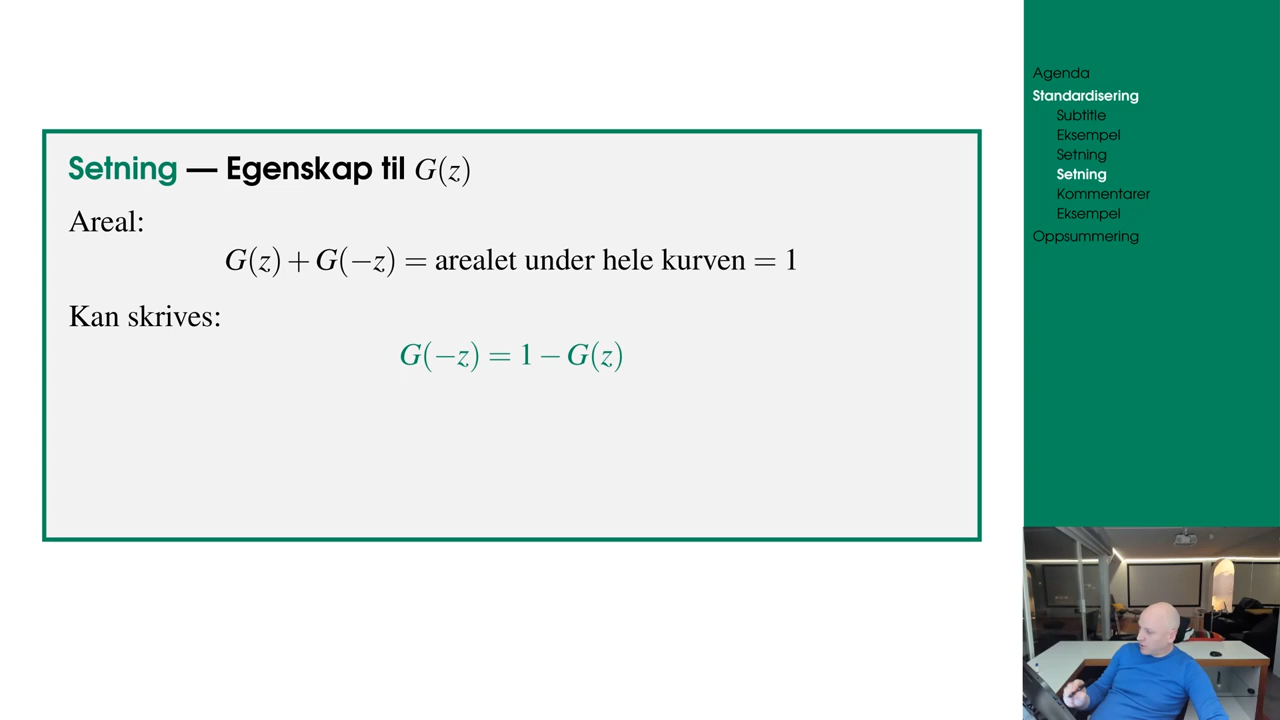 Setning — Egenskap til G(z)
Areal:
G(z) + G(−z) = arealet under hele kurven = 1
Kan skrives:
G(−z) = 1 − G(z)
Agenda
Standardisering
Subtitle
Eksempel
Setning
Setning
Kommentarer
Eksempel
Oppsummering